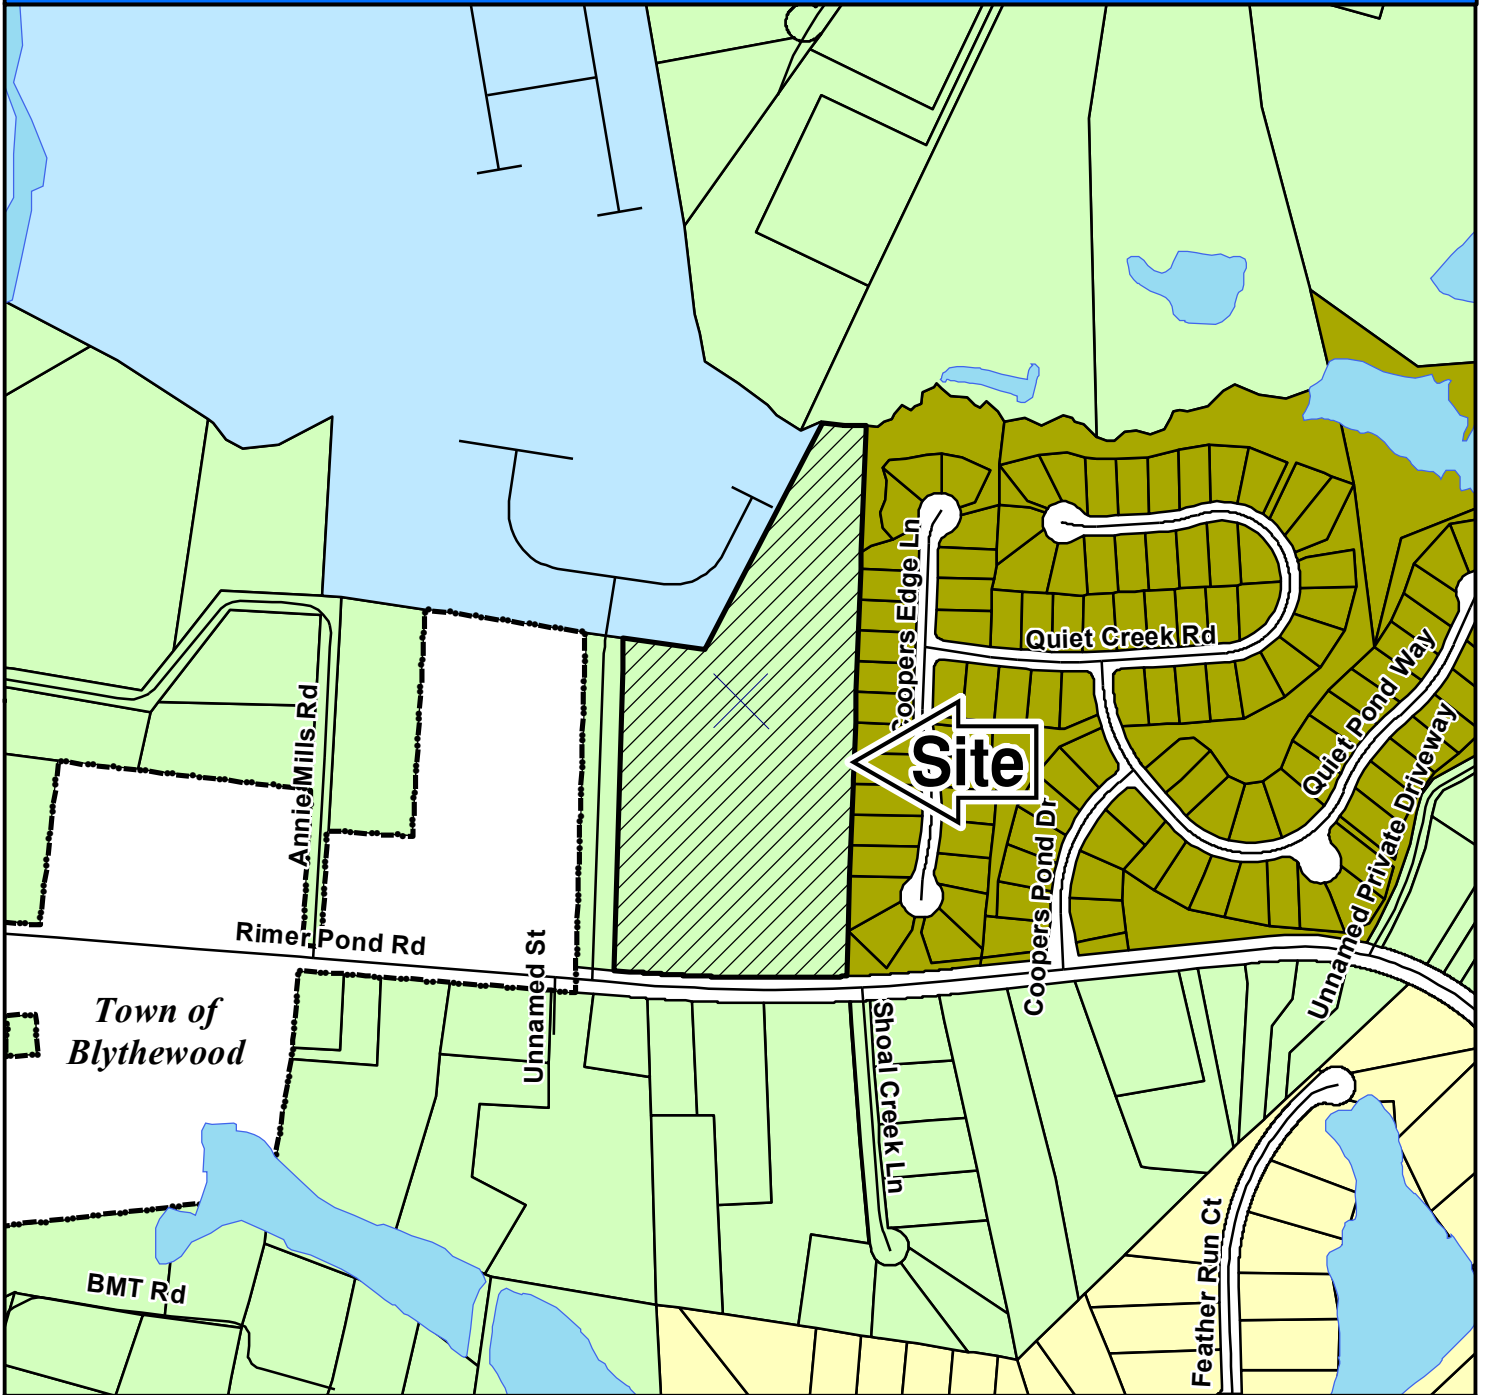 Coopers Edge Ln
Quiet Creek Rd
Quiet Pond Way
Annie Mills Rd
Site
Unnamed Private Driveway
Coopers Pond Dr
Rimer Pond Rd
Unnamed St
Town of
Blythewood
Shoal Creek Ln
Feather Run Ct
BMT Rd